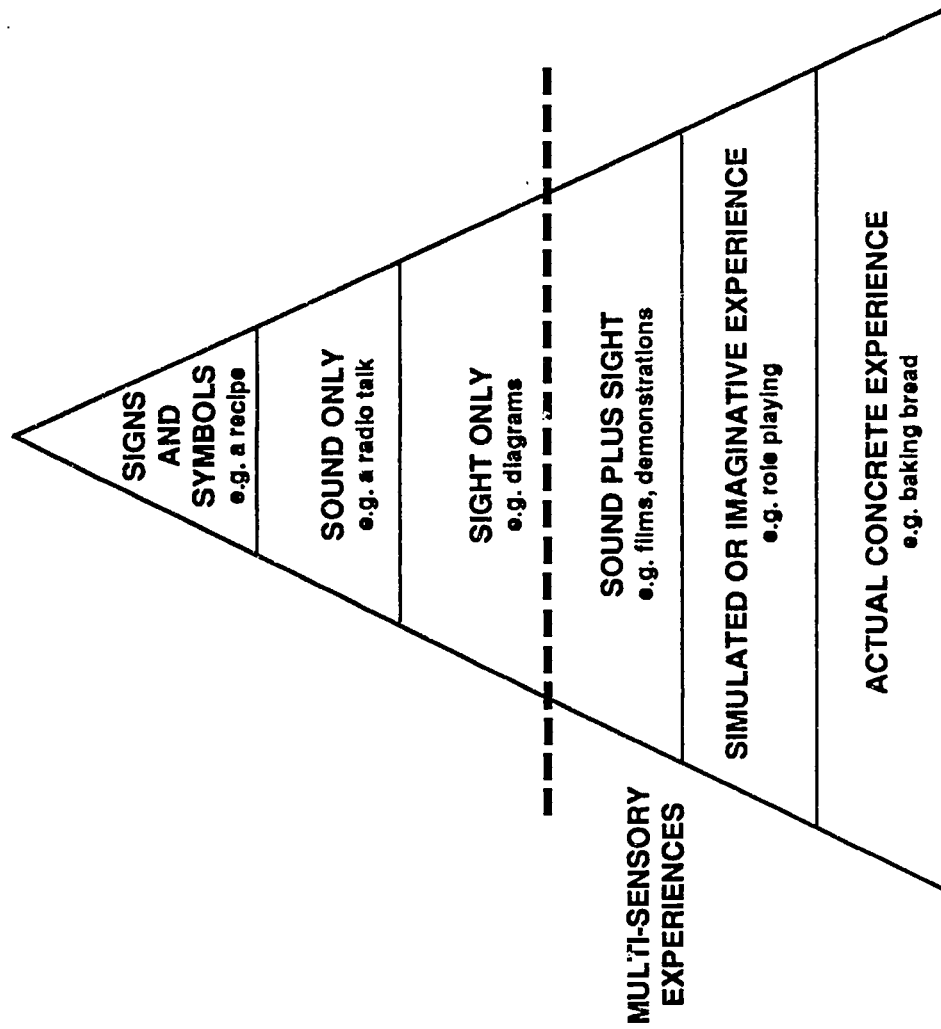 SIGNS
AND
SYMBOLS
e.g. a recipe
SOUND ONLY
e.g. a radio talk
SIGHT ONLY
e.g. diagrams
SOUND PLUS SIGHT
e.g. films, demonstrations
SIMULATED OR IMAGINATIVE EXPERIENCE
e.g. role playing
ACTUAL CONCRETE EXPERIENCE
e.g. baking bread
MULTI-SENSORY
EXPERIENCES